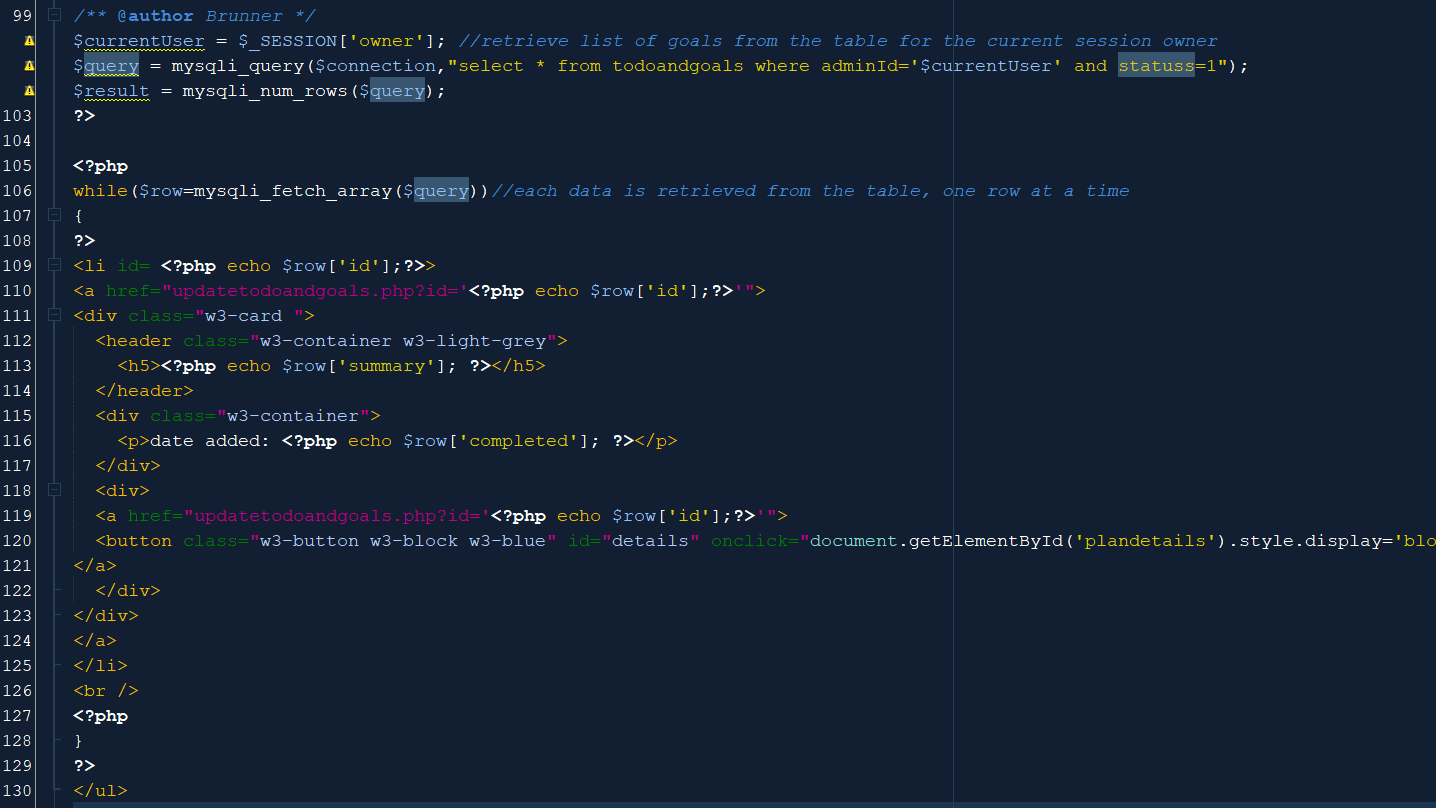 99 /** @author Brunner */
$currentUser = $_SESSION['owner']; //retrieve list of goals from the table for the current session owner
$query = mysqli_query($connection,"select * from todoandgoals where adminId='$currentUser' and statuss=1");
$result = mysqli_num_rows($query);
103 ?>
104
105 <?php
106 while($row=mysqli_fetch_array($query))//each data is retrieved from the table, one row at a time
107 {
108 ?>
109 <li id= <?php echo $row['id'];?>>
110 <a href="updatetodoandgoals.php?id='<?php echo $row['id'];?>'">
111 <div class="w3-card ">
112 <header class="w3-container w3-light-grey">
113 <h5><?php echo $row['summary']; ?></h5>
114 </header>
115 <div class="w3-container">
116 <p>date added: <?php echo $row['completed']; ?></p>
117 </div>
118 <div>
119 <a href="updatetodoandgoals.php?id='<?php echo $row['id'];?>'">
120 <button class="w3-button w3-block w3-blue" id="details" onclick="document.getElementById('plandetails').style.display='blo
121 </a>
122 </div>
123 </div>
124 </a>
125 </li>
126 <br />
127 <?php
128 }
129 ?>
130 </ul>